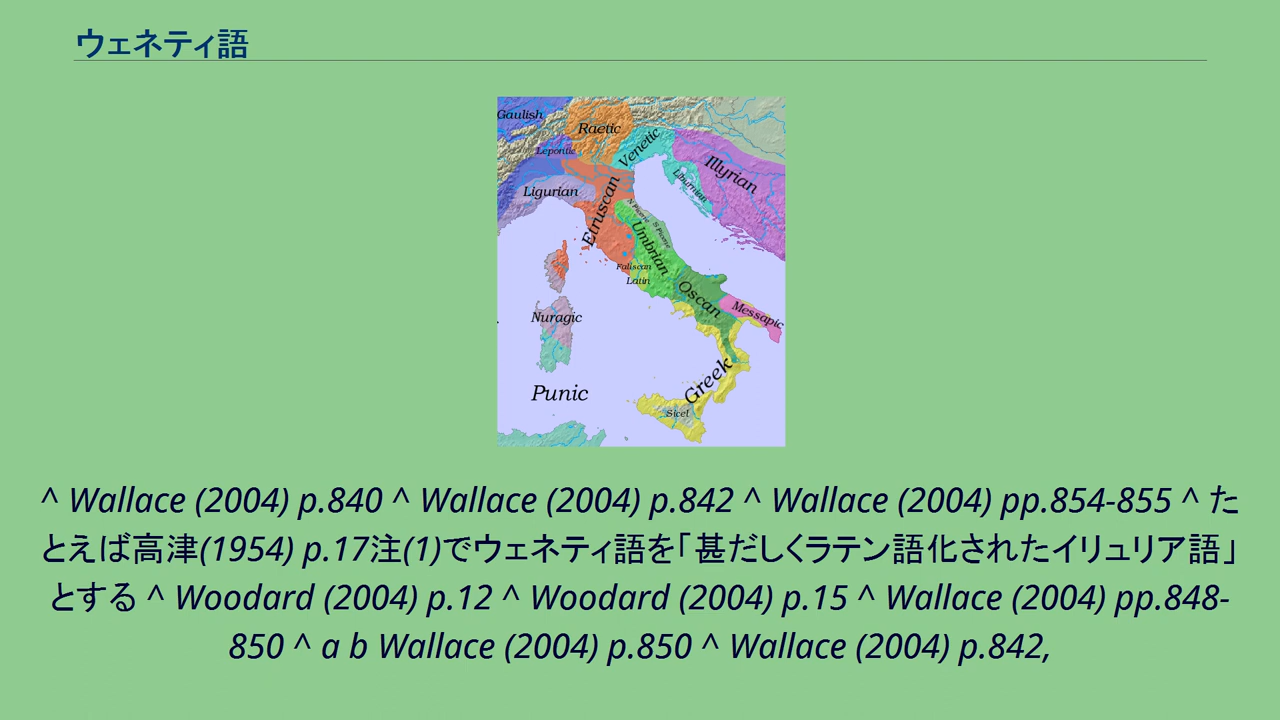 ウェネティ語
Gaulish
Raetic
Lepontic
Venetic
Illyrian
Liburnian
Ligurian
Etruscan
N Picene
S Picene
Umbrian
Faliscan
Latin
Oscan
Messapic
Nuragic
Greek
Punic
Sicel
^ Wallace (2004) p.840 ^ Wallace (2004) p.842 ^ Wallace (2004) pp.854-855 ^ た
とえば高津(1954) p.17注(1)でウェネティ語を「甚だしくラテン語化されたイリュリア語」
とする ^ Woodard (2004) p.12 ^ Woodard (2004) p.15 ^ Wallace (2004) pp.848-
850 ^ a b Wallace (2004) p.850 ^ Wallace (2004) p.842,